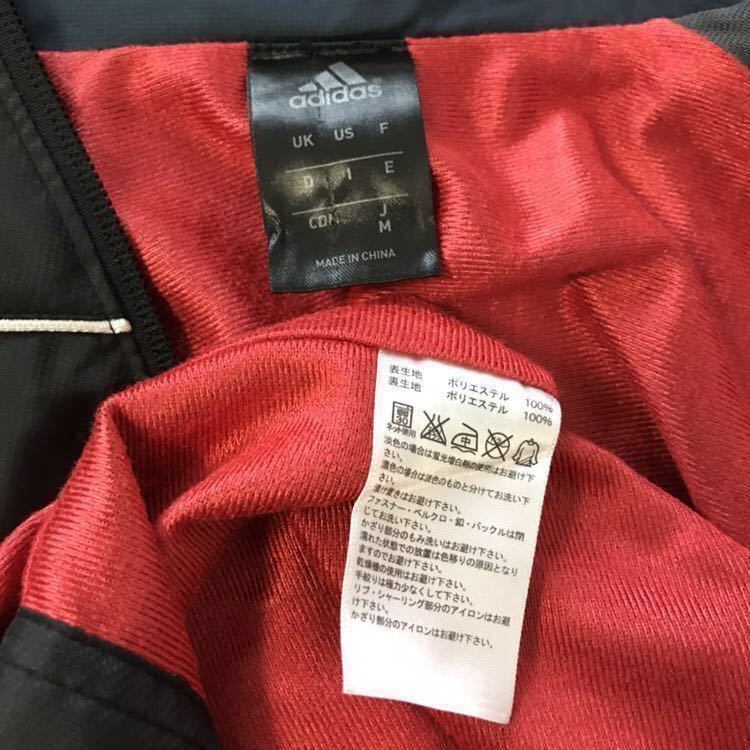 adidas
UK US F
D I E
CDN J
M
MADE IN CHINA
表生地 ポリエステル 100%
裏生地 ポリエステル 100%
弱 30 中
ネット使用
淡色の場合は蛍光増白剤の使用はお避け下
さい。
濃色の場合は淡色のものと分けてお洗い下
さい。
漬け置きはお避け下さい。
ファスナー・ベルクロ・釦・バックルは閉
じてお洗い下さい。
かざり部分のもみ洗いはお避け下さい。
濡れた状態での放置は色移りの原因となり
ますのでお避け下さい。
乾燥機の使用はお避け下さい。
手絞りは極力少なくして下さい。
リブ・シャーリング部分のアイロンはお避け
下さい。
かざり部分のアイロンはお避け下さい。